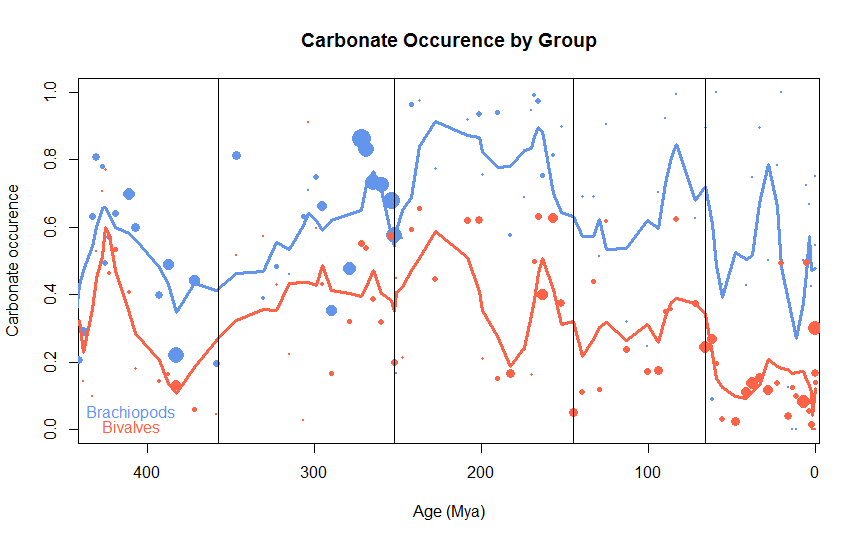 Carbonate Occurence by Group
Carbonate occurence
1.0
0.8
0.6
0.4
0.2
0.0
Brachiopods
Bivalves
400 300 200 100 0
Age (Mya)